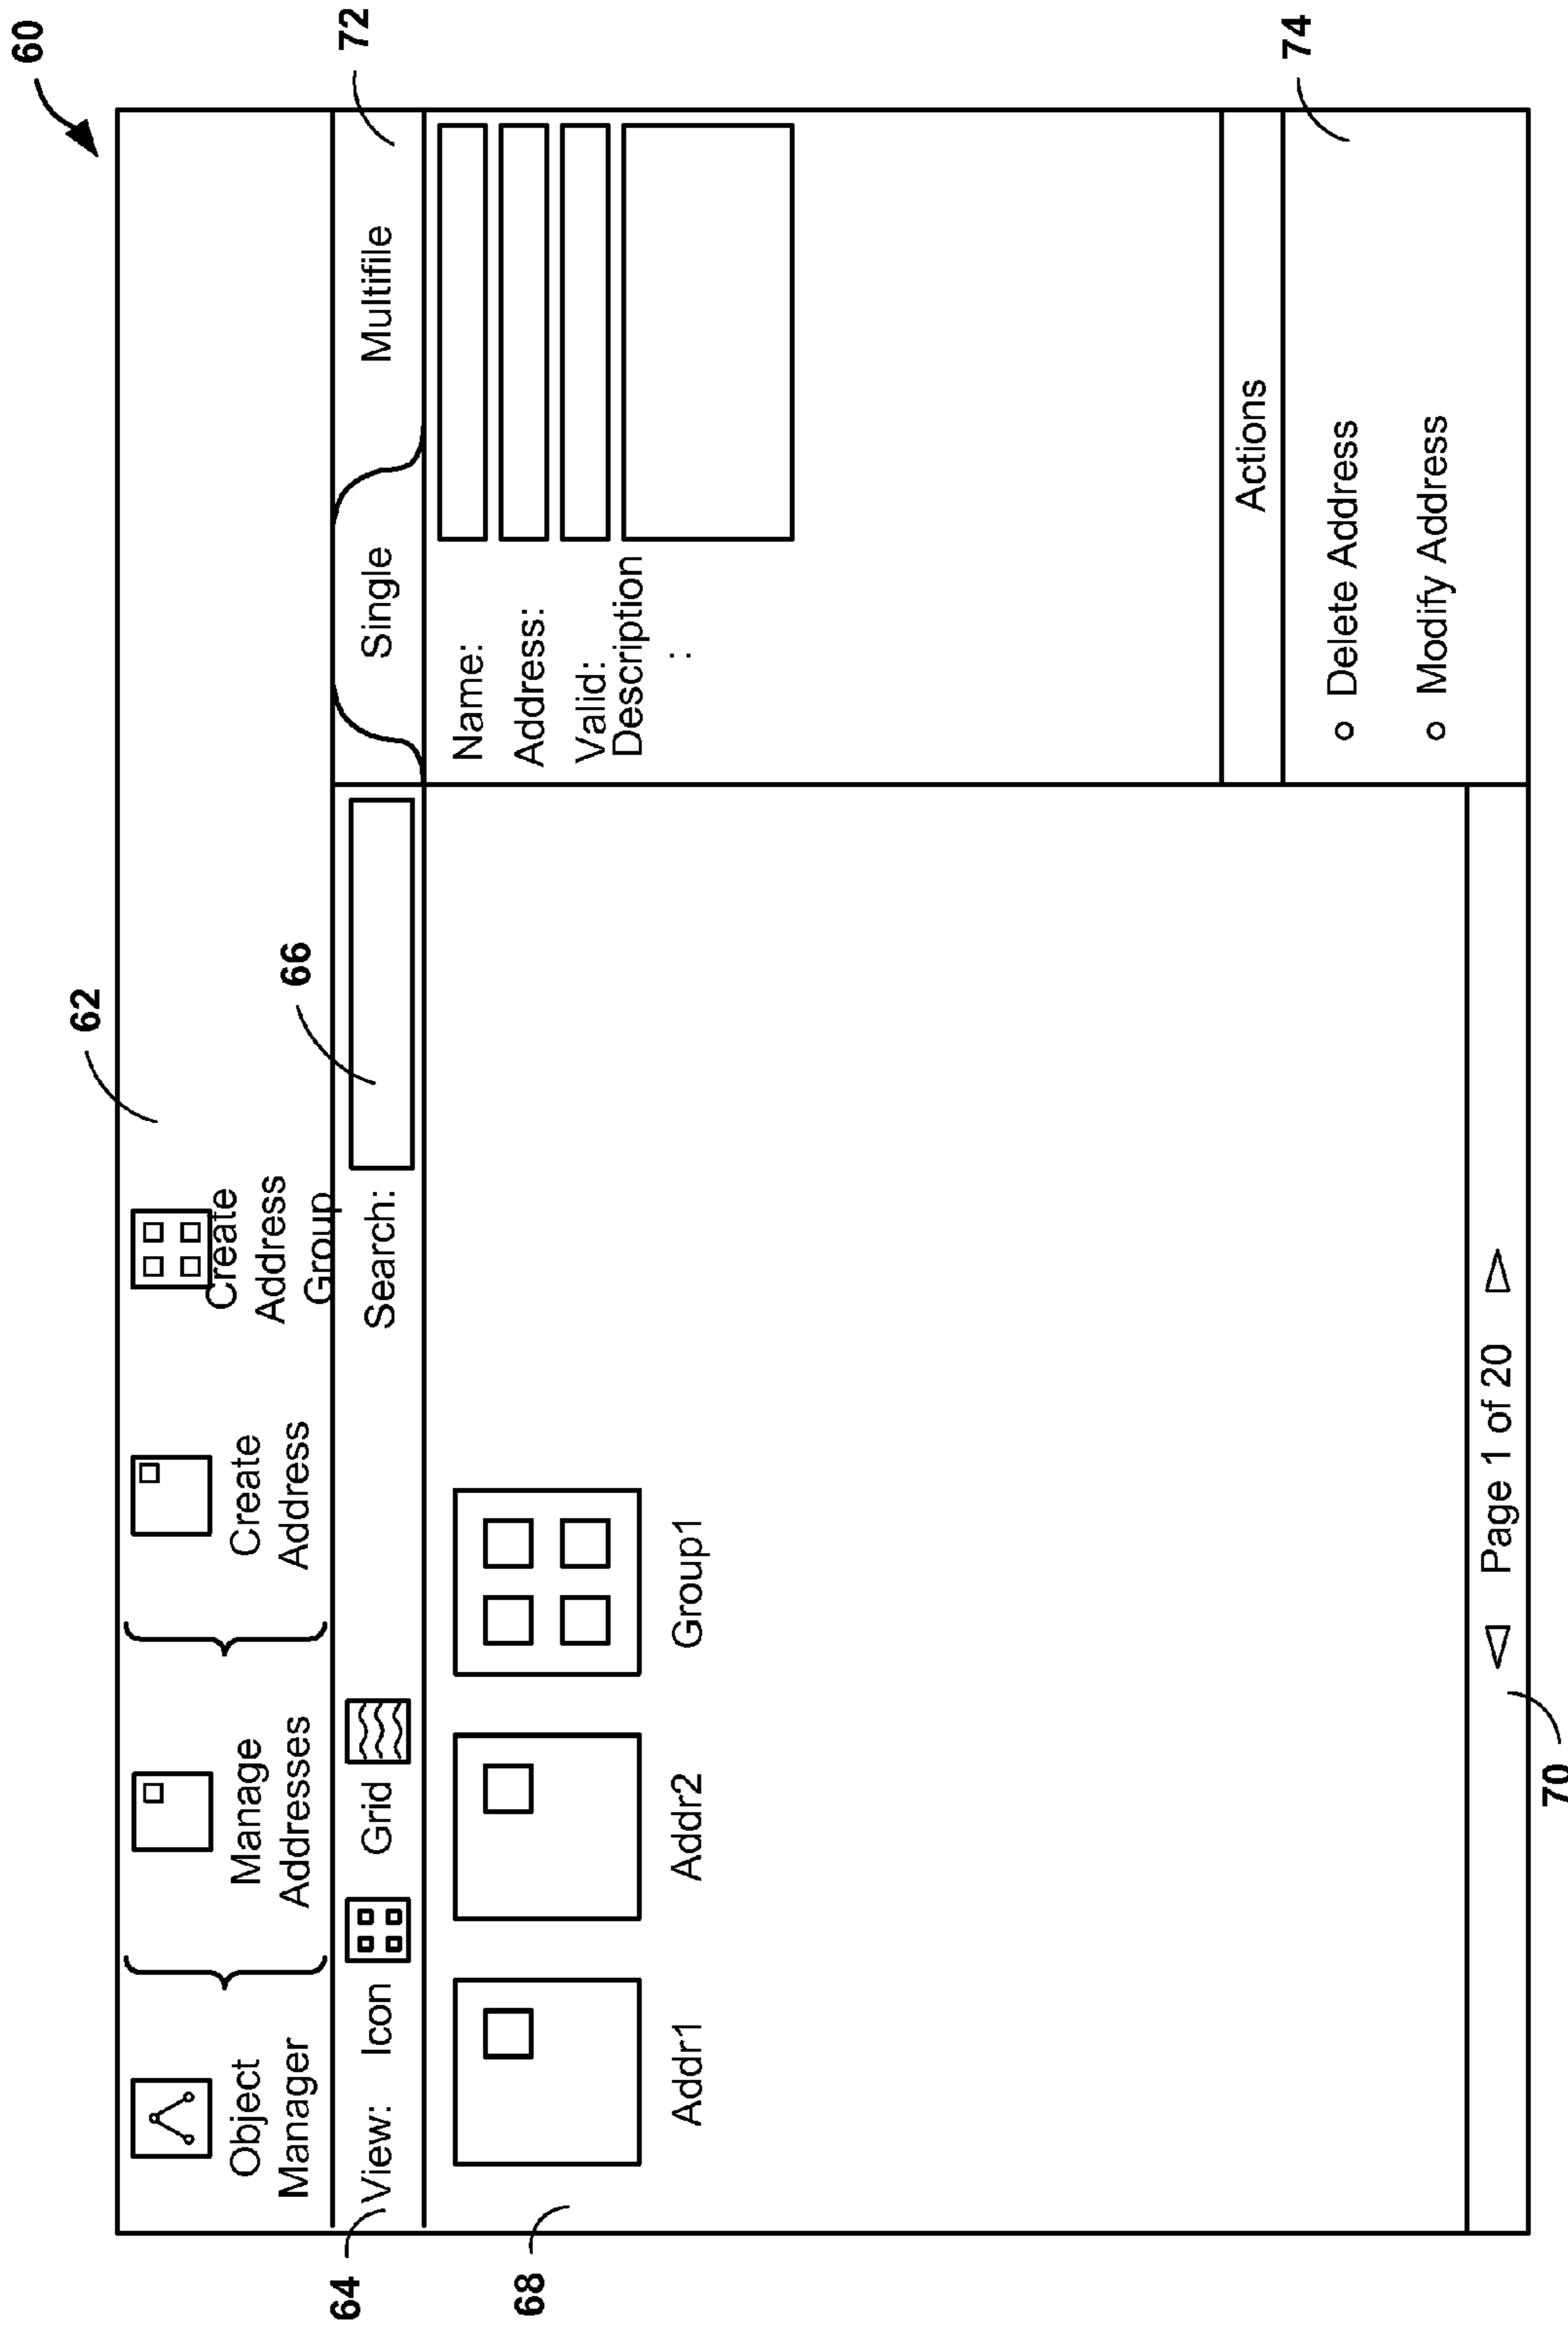 60
62
Object
Manager
Manage
Addresses
Create
Address
Create
Address
Group
66
72
64
View: Icon Grid
Search:
Single
Multifile
68
Addr1
Addr2
Group1
Name:
Address:
Valid:
Description
:
Actions
74
Delete Address
Modify Address
Page 1 of 20
70